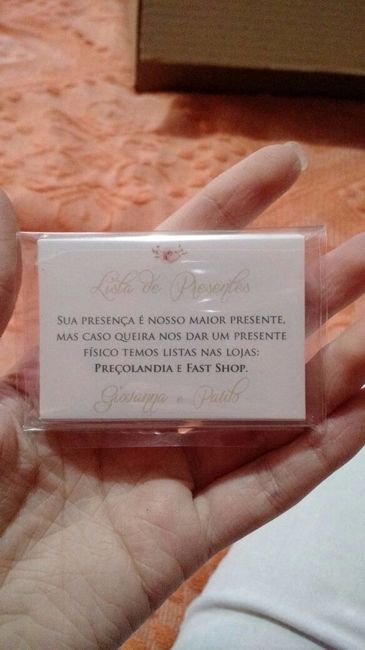 Lista de Presentes
Sua presença é nosso maior presente,
mas caso queira nos dar um presente
físico temos listas nas lojas:
Preçolandia e Fast Shop.
Giovanna e